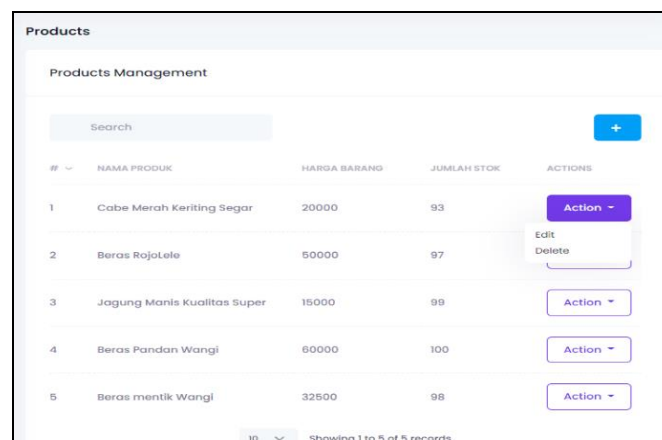 Products
Products Management
Search +
# NAMA PRODUK HARGA BARANG JUMLAH STOK ACTIONS
1 Cabe Merah Keriting Segar 20000 93 Action
Edit
Delete
2 Beras RojoLele 50000 97
3 Jagung Manis Kualitas Super 15000 99 Action
4 Beras Pandan Wangi 60000 100 Action
5 Beras mentik Wangi 32500 98 Action
10 Showing 1 to 5 of 5 records